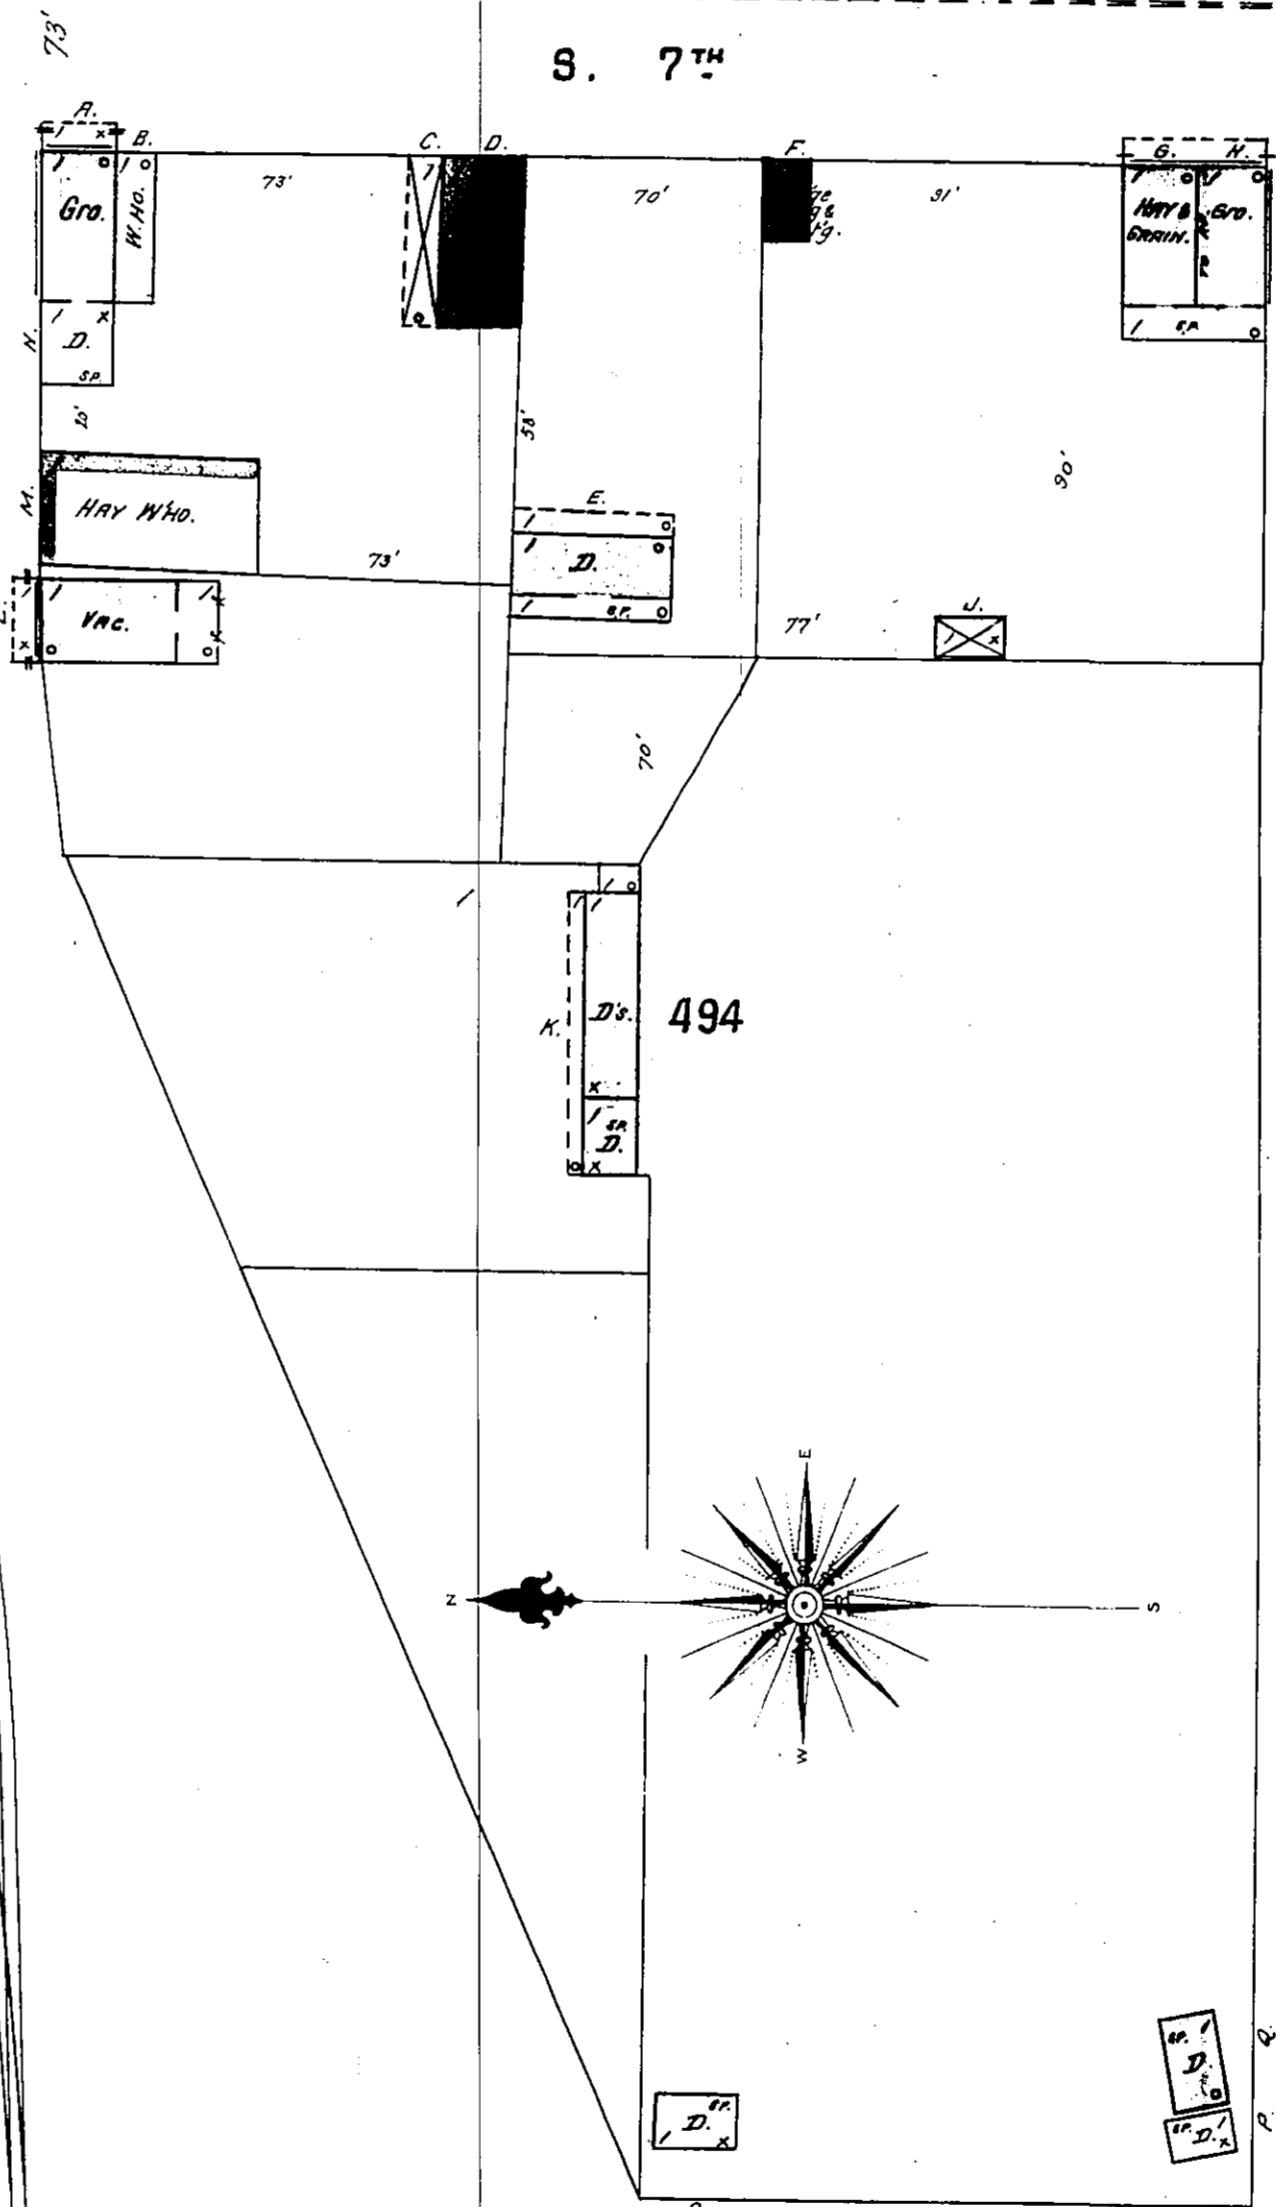 73'
S. 7TH
A.
B.
C.
D.
F.
G.
H.
Gro.
W.HO.
73'
70'
91'
HAY &
GRAIN.
Gro.
S.P.
N.
D.
S.P.
20'
58'
90'
M.
HAY W'HO.
E.
D.
S.P.
73'
VAC.
77'
J.
70'
K.
D's.
494
S.P.
D.
E
N
S
W
S.P.
D.
Q.
S.P.
D.
S.P.
D.
P.